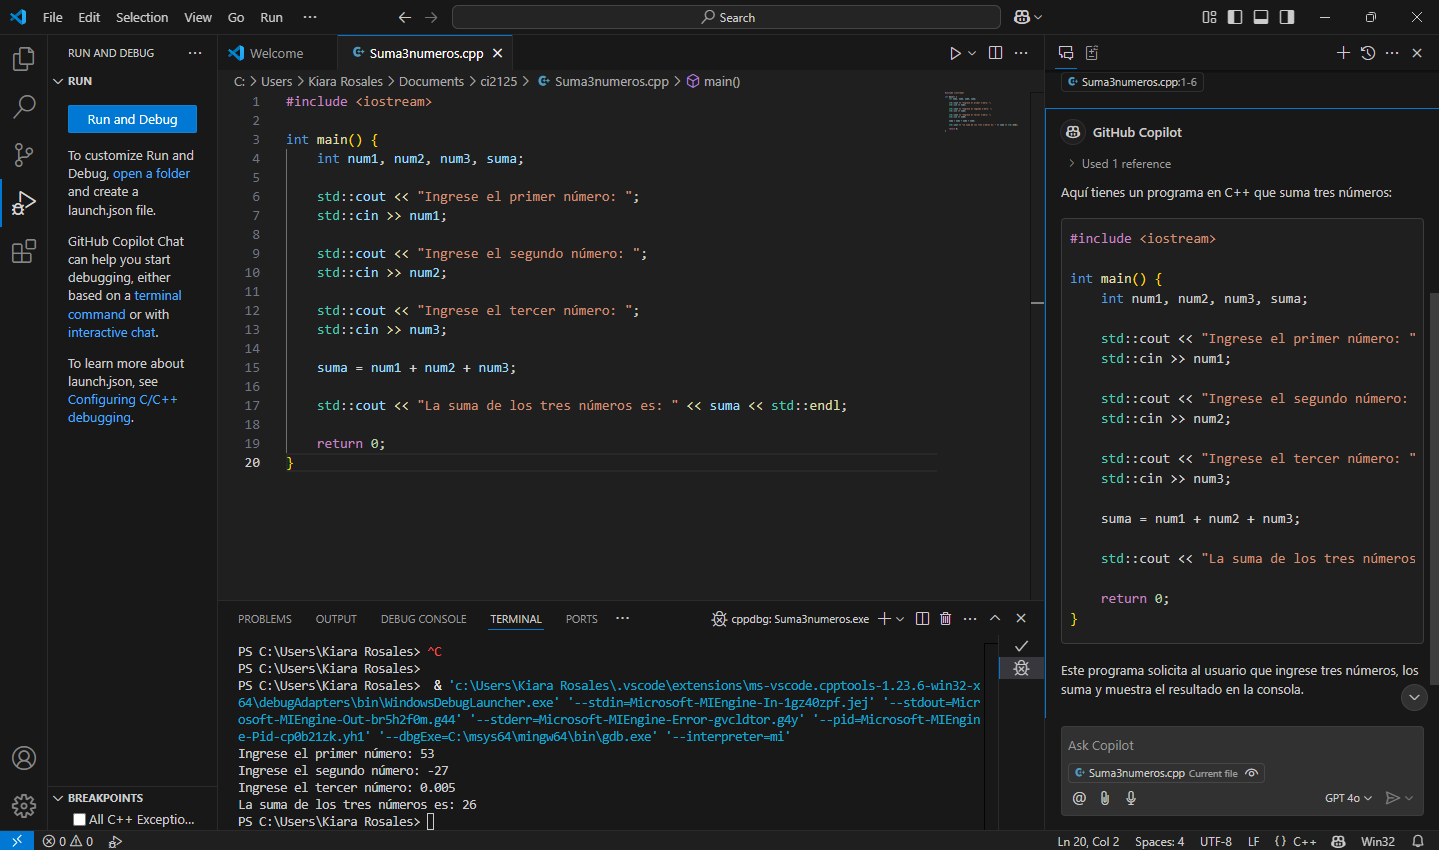 File Edit Selection View Go Run ···
Search
RUN AND DEBUG ···
RUN
Run and Debug
To customize Run and
Debug, open a folder
and create a
launch.json file.
GitHub Copilot Chat
can help you start
debugging, either
based on a terminal
command or with
interactive chat.
To learn more about
launch.json, see
Configuring C/C++
debugging.
BREAKPOINTS
All C++ Exceptio...
Welcome
Suma3numeros.cpp
C: > Users > Kiara Rosales > Documents > ci2125 > Suma3numeros.cpp > main()
1 #include <iostream>
2
3 int main() {
4 int num1, num2, num3, suma;
5
6 std::cout << "Ingrese el primer número: ";
7 std::cin >> num1;
8
9 std::cout << "Ingrese el segundo número: ";
10 std::cin >> num2;
11
12 std::cout << "Ingrese el tercer número: ";
13 std::cin >> num3;
14
15 suma = num1 + num2 + num3;
16
17 std::cout << "La suma de los tres números es: " << suma << std::endl;
18
19 return 0;
20 }
PROBLEMS OUTPUT DEBUG CONSOLE TERMINAL PORTS ···
cppdbg: Suma3numeros.exe
PS C:\Users\Kiara Rosales> ^C
PS C:\Users\Kiara Rosales>
PS C:\Users\Kiara Rosales> & 'c:\Users\Kiara Rosales\.vscode\extensions\ms-vscode.cpptools-1.23.6-win32-x
64\debugAdapters\bin\WindowsDebugLauncher.exe' '--stdin=Microsoft-MIEngine-In-1gz40zpf.jej' '--stdout=Micr
osoft-MIEngine-Out-br5h2f0m.g44' '--stderr=Microsoft-MIEngine-Error-gvcldtor.g4y' '--pid=Microsoft-MIEngin
e-Pid-cp0b21zk.yh1' '--dbgExe=C:\msys64\mingw64\bin\gdb.exe' '--interpreter=mi'
Ingrese el primer número: 53
Ingrese el segundo número: -27
Ingrese el tercer número: 0.005
La suma de los tres números es: 26
PS C:\Users\Kiara Rosales>
Suma3numeros.cpp:1-6
GitHub Copilot
Used 1 reference
Aquí tienes un programa en C++ que suma tres números:
#include <iostream>
int main() {
int num1, num2, num3, suma;
std::cout << "Ingrese el primer número: "
std::cin >> num1;
std::cout << "Ingrese el segundo número:
std::cin >> num2;
std::cout << "Ingrese el tercer número: "
std::cin >> num3;
suma = num1 + num2 + num3;
std::cout << "La suma de los tres números
return 0;
}
Este programa solicita al usuario que ingrese tres números, los
suma y muestra el resultado en la consola.
Ask Copilot
Suma3numeros.cpp Current file
@ GPT 4o
0 0
Ln 20, Col 2 Spaces: 4 UTF-8 LF {} C++ Win32